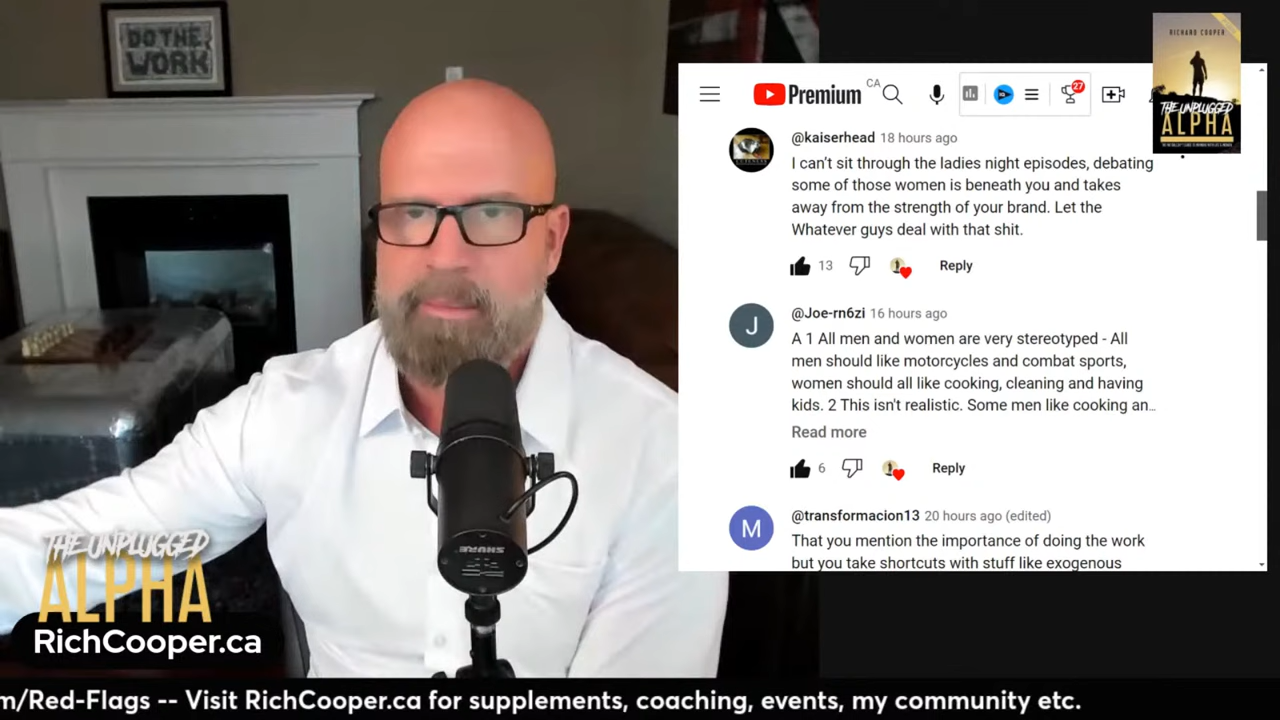 DO THE
WORK
Premium
CA
27
RICHARD COOPER
THE UNPLUGGED
ALPHA
@kaiserhead 18 hours ago
I can't sit through the ladies night episodes, debating
some of those women is beneath you and takes
away from the strength of your brand. Let the
Whatever guys deal with that shit.
13
Reply
@Joe-rn6zi 16 hours ago
A 1 All men and women are very stereotyped - All
men should like motorcycles and combat sports,
women should all like cooking, cleaning and having
kids. 2 This isn't realistic. Some men like cooking an…
Read more
6
Reply
M
@transformacion13 20 hours ago (edited)
That you mention the importance of doing the work
but you take shortcuts with stuff like exogenous
J
SHURE
THE UNPLUGGED
ALPHA
RichCooper.ca
m/Red-Flags -- Visit RichCooper.ca for supplements, coaching, events, my community etc.